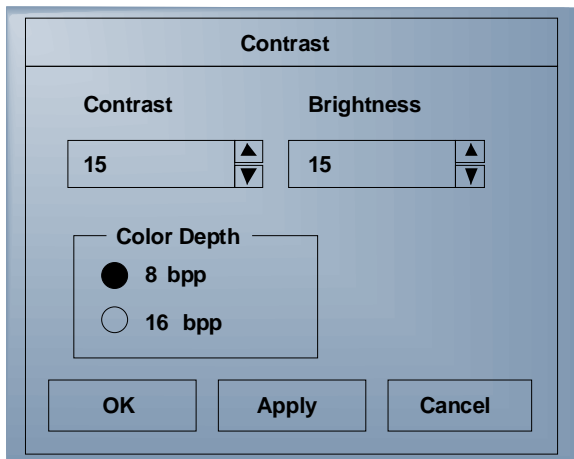 Contrast
Contrast Brightness
15 15
Color Depth
8 bpp
16 bpp
OK Apply Cancel